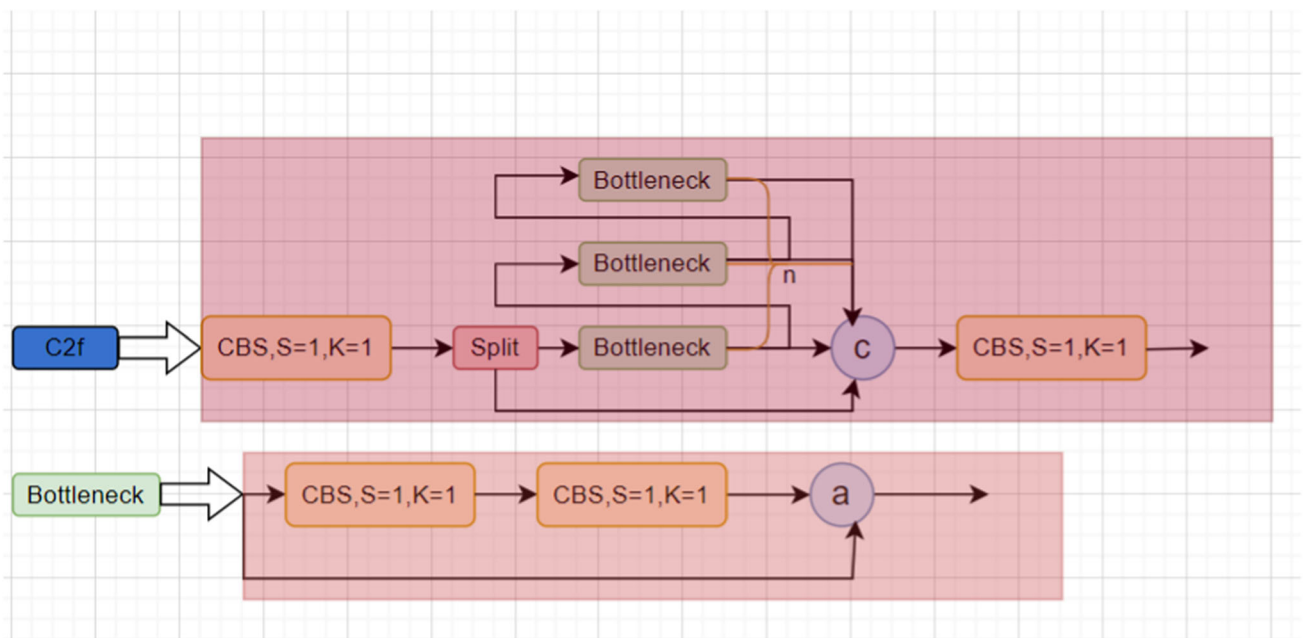 Bottleneck
Bottleneck
n
C2f
CBS,S=1,K=1
Split
Bottleneck
c
CBS,S=1,K=1
Bottleneck
CBS,S=1,K=1
CBS,S=1,K=1
a